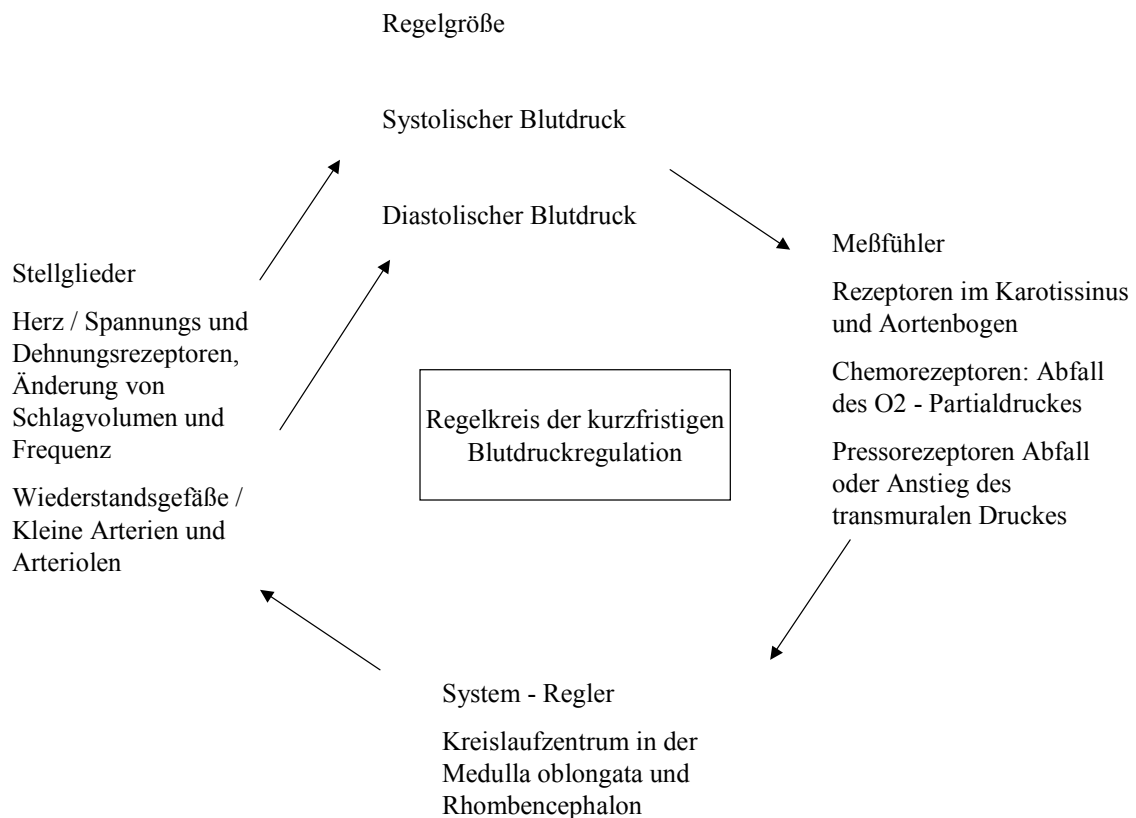 Regelgröße
Systolischer Blutdruck
Diastolischer Blutdruck
Meßfühler
Rezeptoren im Karotissinus
und Aortenbogen
Chemorezeptoren: Abfall
des O2 - Partialdruckes
Pressorezeptoren Abfall
oder Anstieg des
transmuralen Druckes
System - Regler
Kreislaufzentrum in der
Medulla oblongata und
Rhombencephalon
Stellglieder
Herz / Spannungs und
Dehnungsrezeptoren,
Änderung von
Schlagvolumen und
Frequenz
Wiederstandsgefäße /
Kleine Arterien und
Arteriolen
Regelkreis der kurzfristigen
Blutdruckregulation